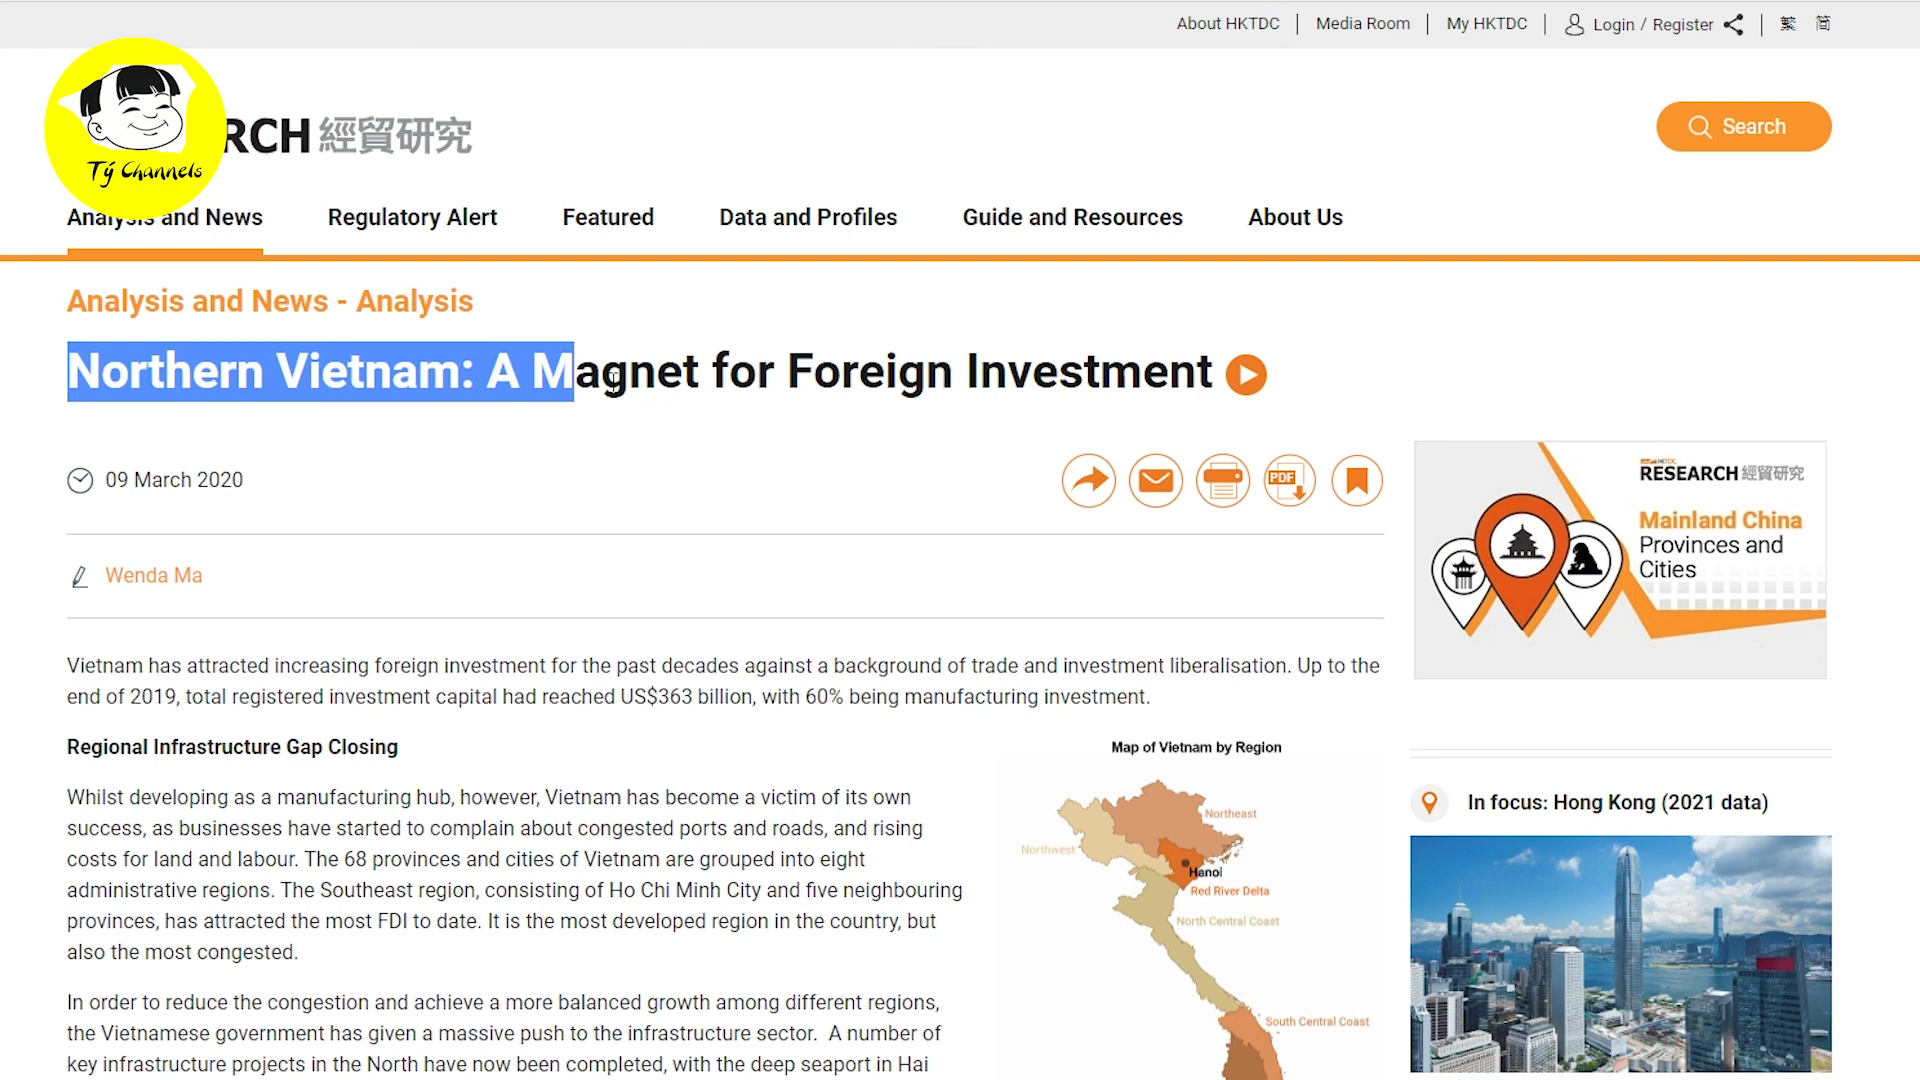 About HKTDC
Media Room
My HKTDC
Login / Register
繁
简
Tý Channels
RCH 經貿研究
Search
Analysis and News
Regulatory Alert
Featured
Data and Profiles
Guide and Resources
About Us
Analysis and News - Analysis
Northern Vietnam: A Magnet for Foreign Investment
09 March 2020
PDF
Wenda Ma
Vietnam has attracted increasing foreign investment for the past decades against a background of trade and investment liberalisation. Up to the
end of 2019, total registered investment capital had reached US$363 billion, with 60% being manufacturing investment.
Regional Infrastructure Gap Closing
Whilst developing as a manufacturing hub, however, Vietnam has become a victim of its own
success, as businesses have started to complain about congested ports and roads, and rising
costs for land and labour. The 68 provinces and cities of Vietnam are grouped into eight
administrative regions. The Southeast region, consisting of Ho Chi Minh City and five neighbouring
provinces, has attracted the most FDI to date. It is the most developed region in the country, but
also the most congested.
In order to reduce the congestion and achieve a more balanced growth among different regions,
the Vietnamese government has given a massive push to the infrastructure sector. A number of
key infrastructure projects in the North have now been completed, with the deep seaport in Hai
Map of Vietnam by Region
Northeast
Northwest
Hanoi
Red River Delta
North Central Coast
South Central Coast
HKTDC
RESEARCH 經貿研究
Mainland China
Provinces and
Cities
In focus: Hong Kong (2021 data)